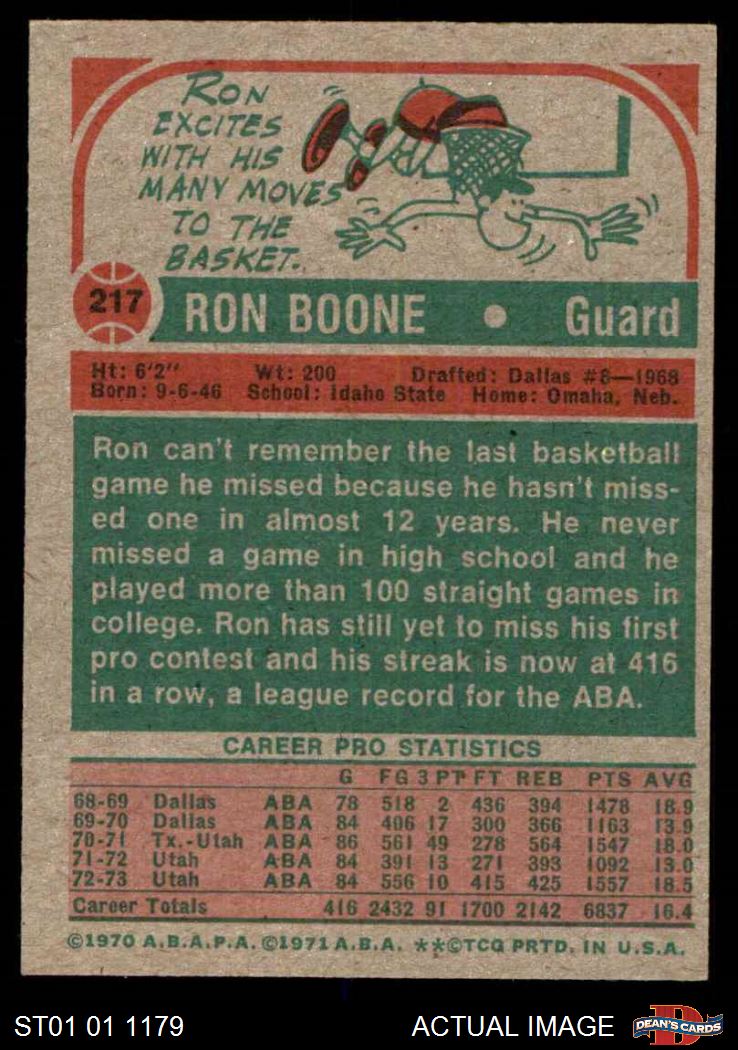 RON
EXCITES
WITH HIS
MANY MOVES
TO THE
BASKET.
217
RON BOONE • Guard
Ht: 6'2" Wt: 200 Drafted: Dallas #8—1968
Born: 9-6-46 School: Idaho State Home: Omaha, Neb.
Ron can't remember the last basketball
game he missed because he hasn't miss-
ed one in almost 12 years. He never
missed a game in high school and he
played more than 100 straight games in
college. Ron has still yet to miss his first
pro contest and his streak is now at 416
in a row, a league record for the ABA.
CAREER PRO STATISTICS
G FG 3 PT FT REB PTS AVG
68-69 Dallas ABA 78 518 2 436 394 1478 18.9
69-70 Dallas ABA 84 406 17 300 366 1163 13.9
70-71 Tx.-Utah ABA 86 561 49 278 564 1547 18.0
71-72 Utah ABA 84 391 13 271 393 1092 13.0
72-73 Utah ABA 84 556 10 415 425 1557 18.5
Career Totals 416 2432 91 1700 2142 6837 16.4
©1970 A.B.A.P.A. ©1971 A.B.A. **©TCG PRTD. IN U.S.A.
ST01 01 1179 ACTUAL IMAGE
D
DEAN'S CARDS